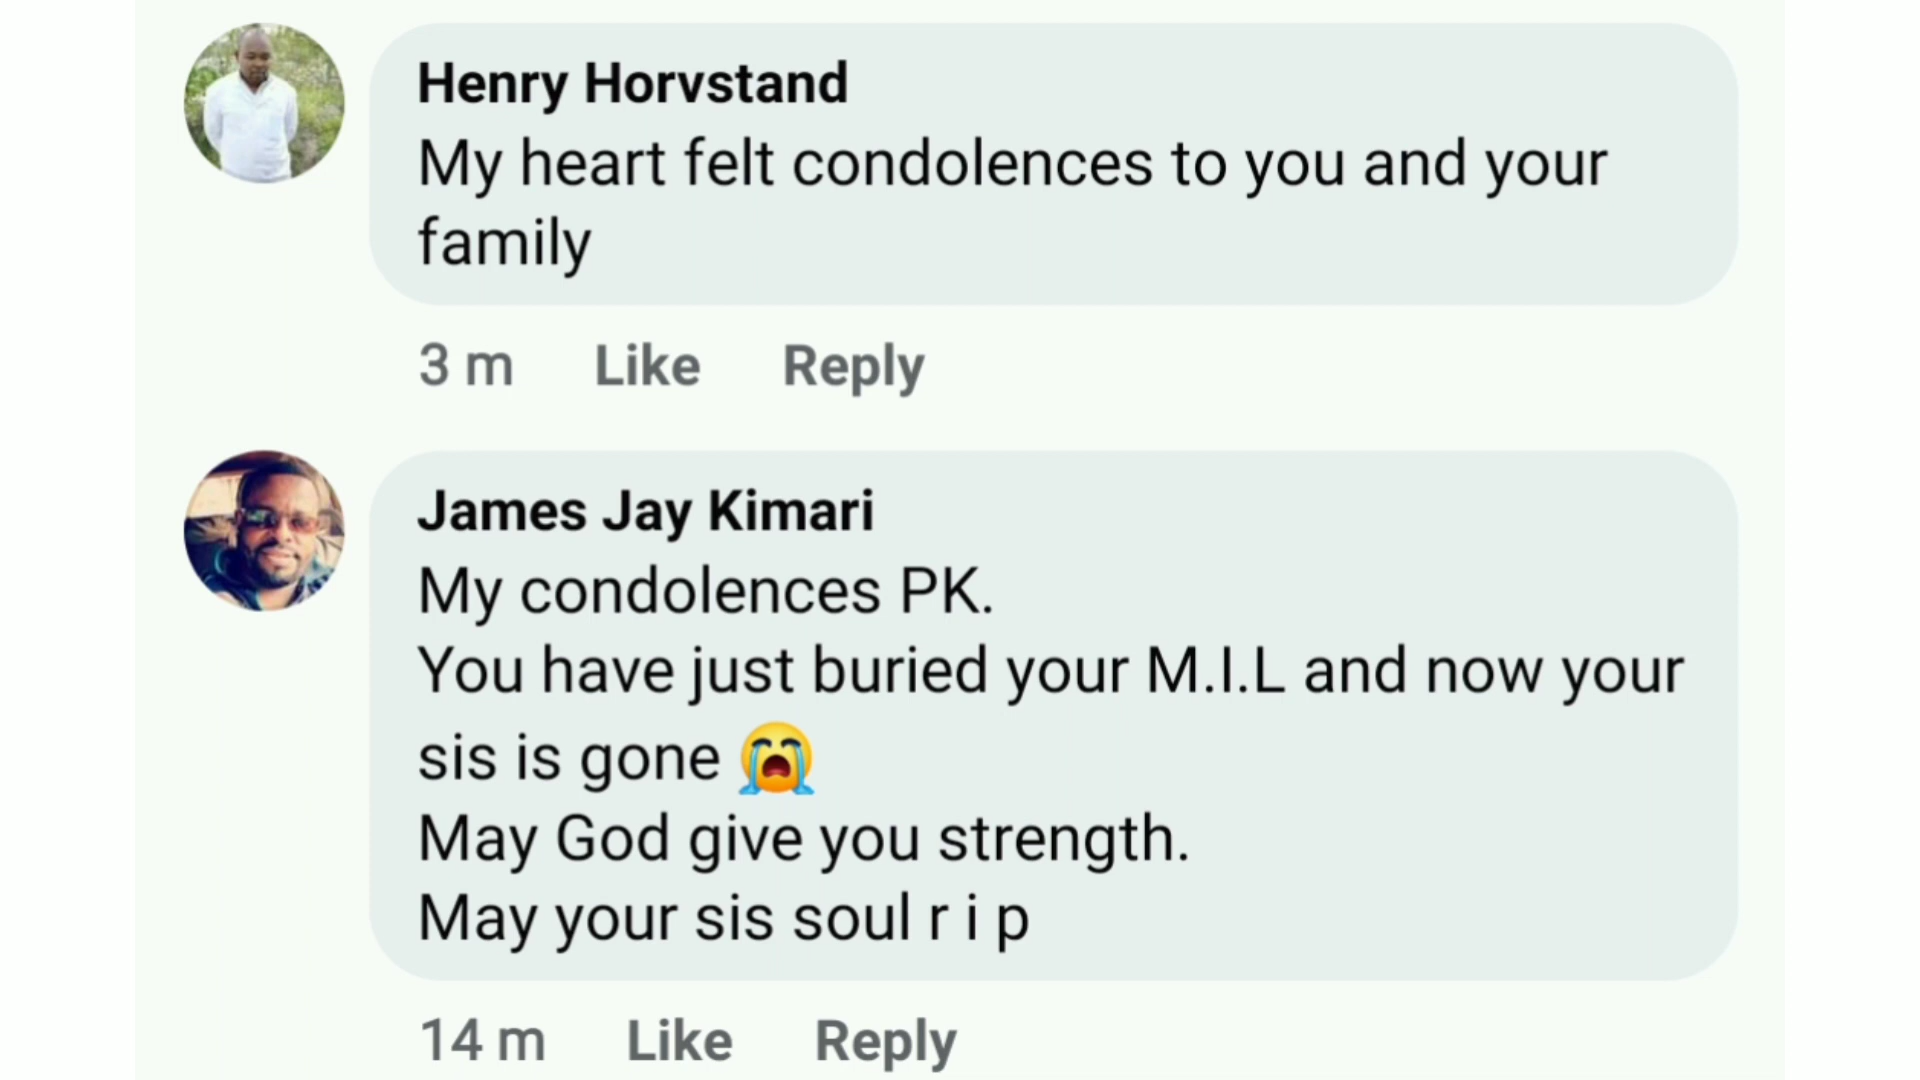 Henry Horvstand
My heart felt condolences to you and your
family
3 m Like Reply
James Jay Kimari
My condolences PK.
You have just buried your M.I.L and now your
sis is gone 😭
May God give you strength.
May your sis soul r i p
14 m Like Reply